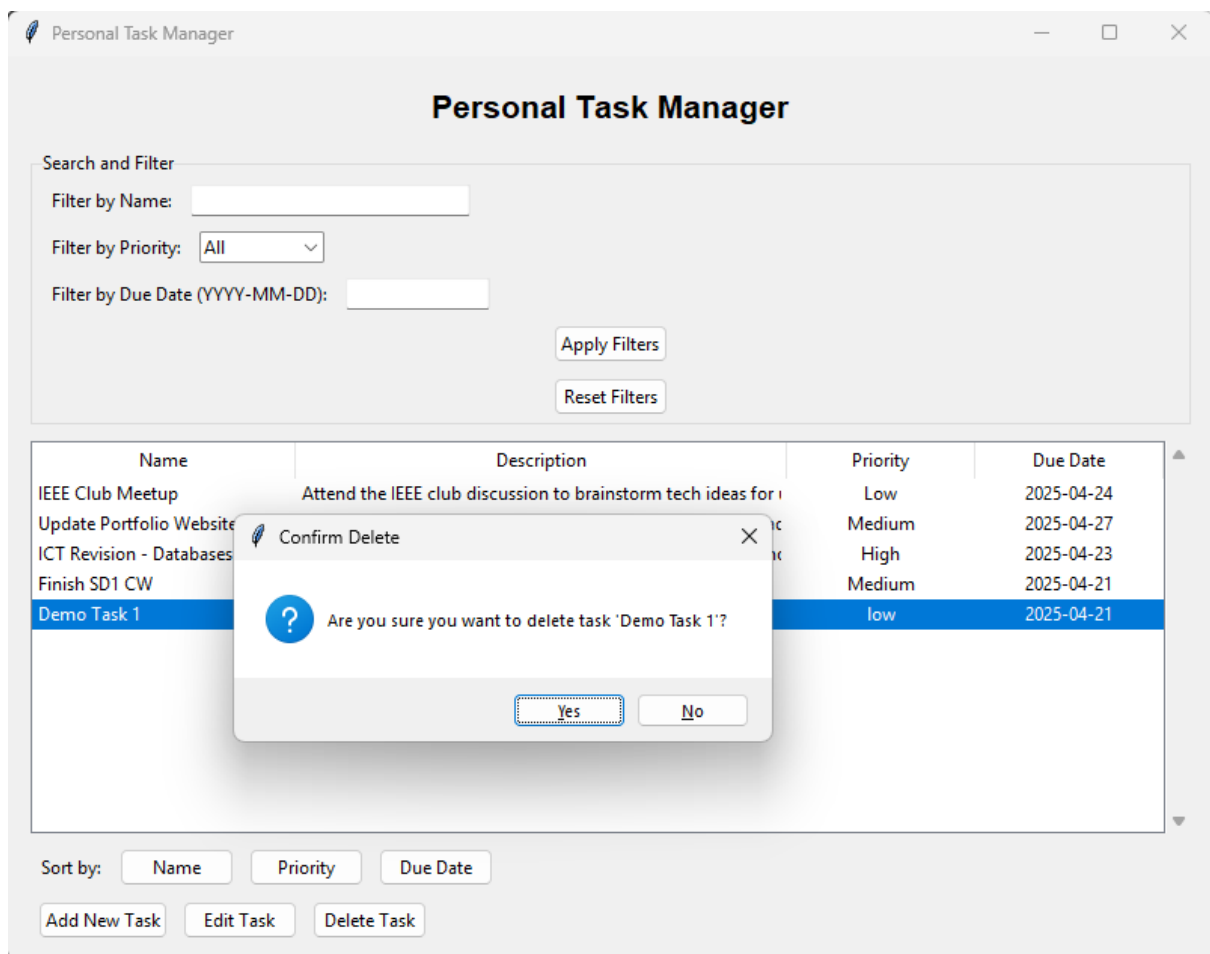 Personal Task Manager
Personal Task Manager
Search and Filter
Filter by Name:
Filter by Priority: All
Filter by Due Date (YYYY-MM-DD):
Apply Filters
Reset Filters
Name Description Priority Due Date
IEEE Club Meetup Attend the IEEE club discussion to brainstorm tech ideas for Low 2025-04-24
Update Portfolio Website Medium 2025-04-27
ICT Revision - Databases High 2025-04-23
Finish SD1 CW Medium 2025-04-21
Demo Task 1 low 2025-04-21
Confirm Delete
Are you sure you want to delete task 'Demo Task 1'?
Yes No
Sort by: Name Priority Due Date
Add New Task Edit Task Delete Task